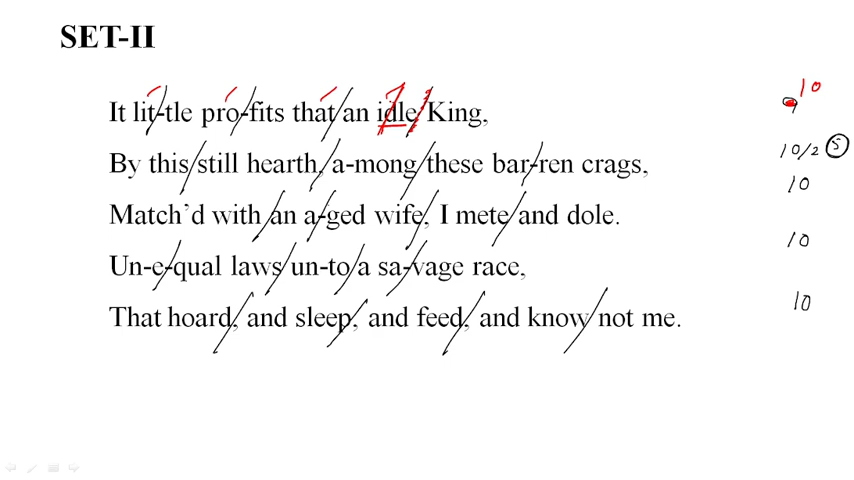 SET-II
It lit-tle pro-fits that an idle King, 10
By this still hearth, a-mong these bar-ren crags, 10/2 5
Match’d with an a-ged wife, I mete and dole. 10
Un-e-qual laws un-to a sa-vage race, 10
That hoard, and sleep, and feed, and know not me. 10